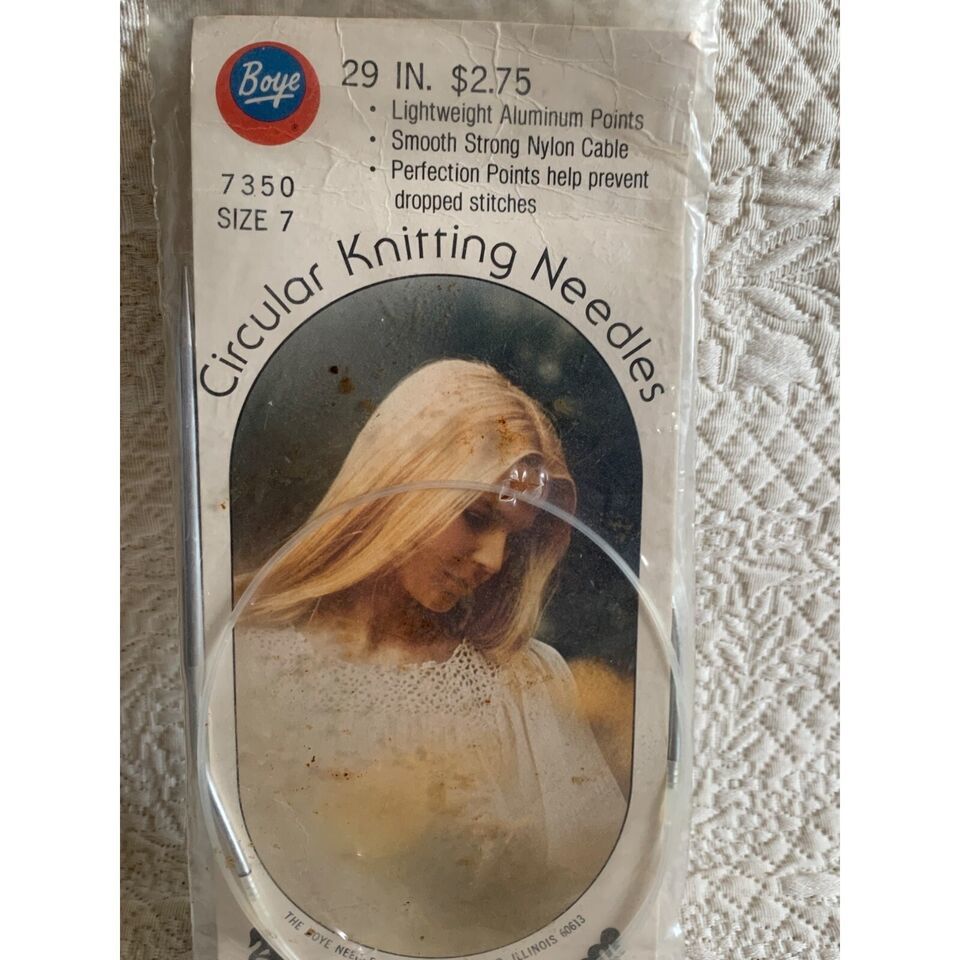 Boye
®
29 IN. $2.75
• Lightweight Aluminum Points
• Smooth Strong Nylon Cable
• Perfection Points help prevent
dropped stitches
7350
SIZE 7
Circular Knitting Needles
THE BOYE NEEDLE ILLINOIS 60613